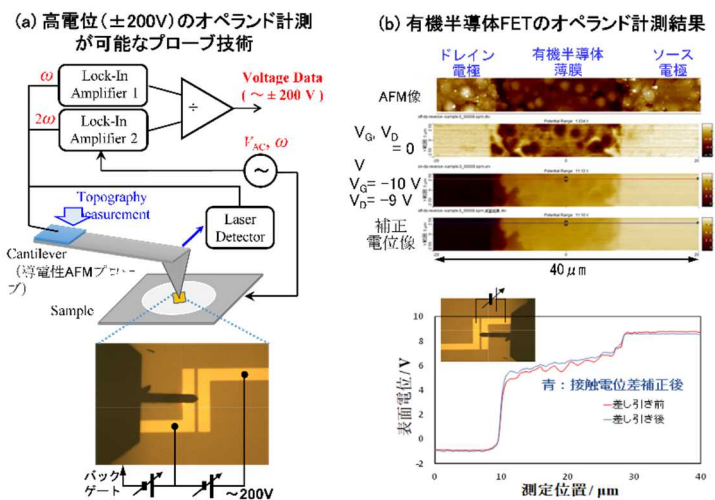 (a) 高電位(±200V)のオペランド計測
が可能なプローブ技術
ω
Lock-In
Amplifier 1
2ω
Lock-In
Amplifier 2
÷
Voltage Data
(~±200 V)
V_AC, ω
~
Topography
Measurement
Laser
Detector
Cantilever
(導電性AFMプロー
ブ)
Sample
バック
ゲート
~200V
(b) 有機半導体FETのオペランド計測結果
ドレイン
電極
有機半導体
薄膜
ソース
電極
AFM像
V_G, V_D
= 0
V
V_G= −10 V
V_D= −9 V
補正
電位像
40μm
表面電位/V
10
8
6
4
2
0
-2
青：接触電位差補正後
差し引き前
差し引き後
0
10
20
30
40
測定位置/μm